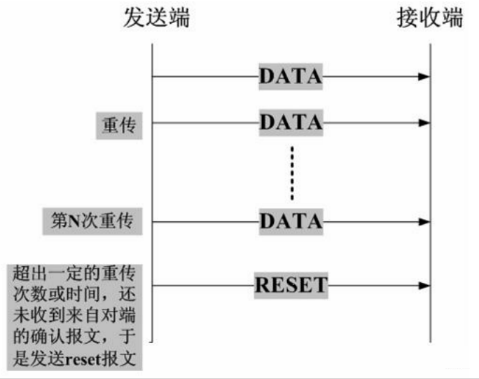 发送端
接收端
DATA
重传
DATA
第N次重传
DATA
RESET
超出一定的重传
次数或时间，还
未收到来自对端
的确认报文，于
是发送reset报文